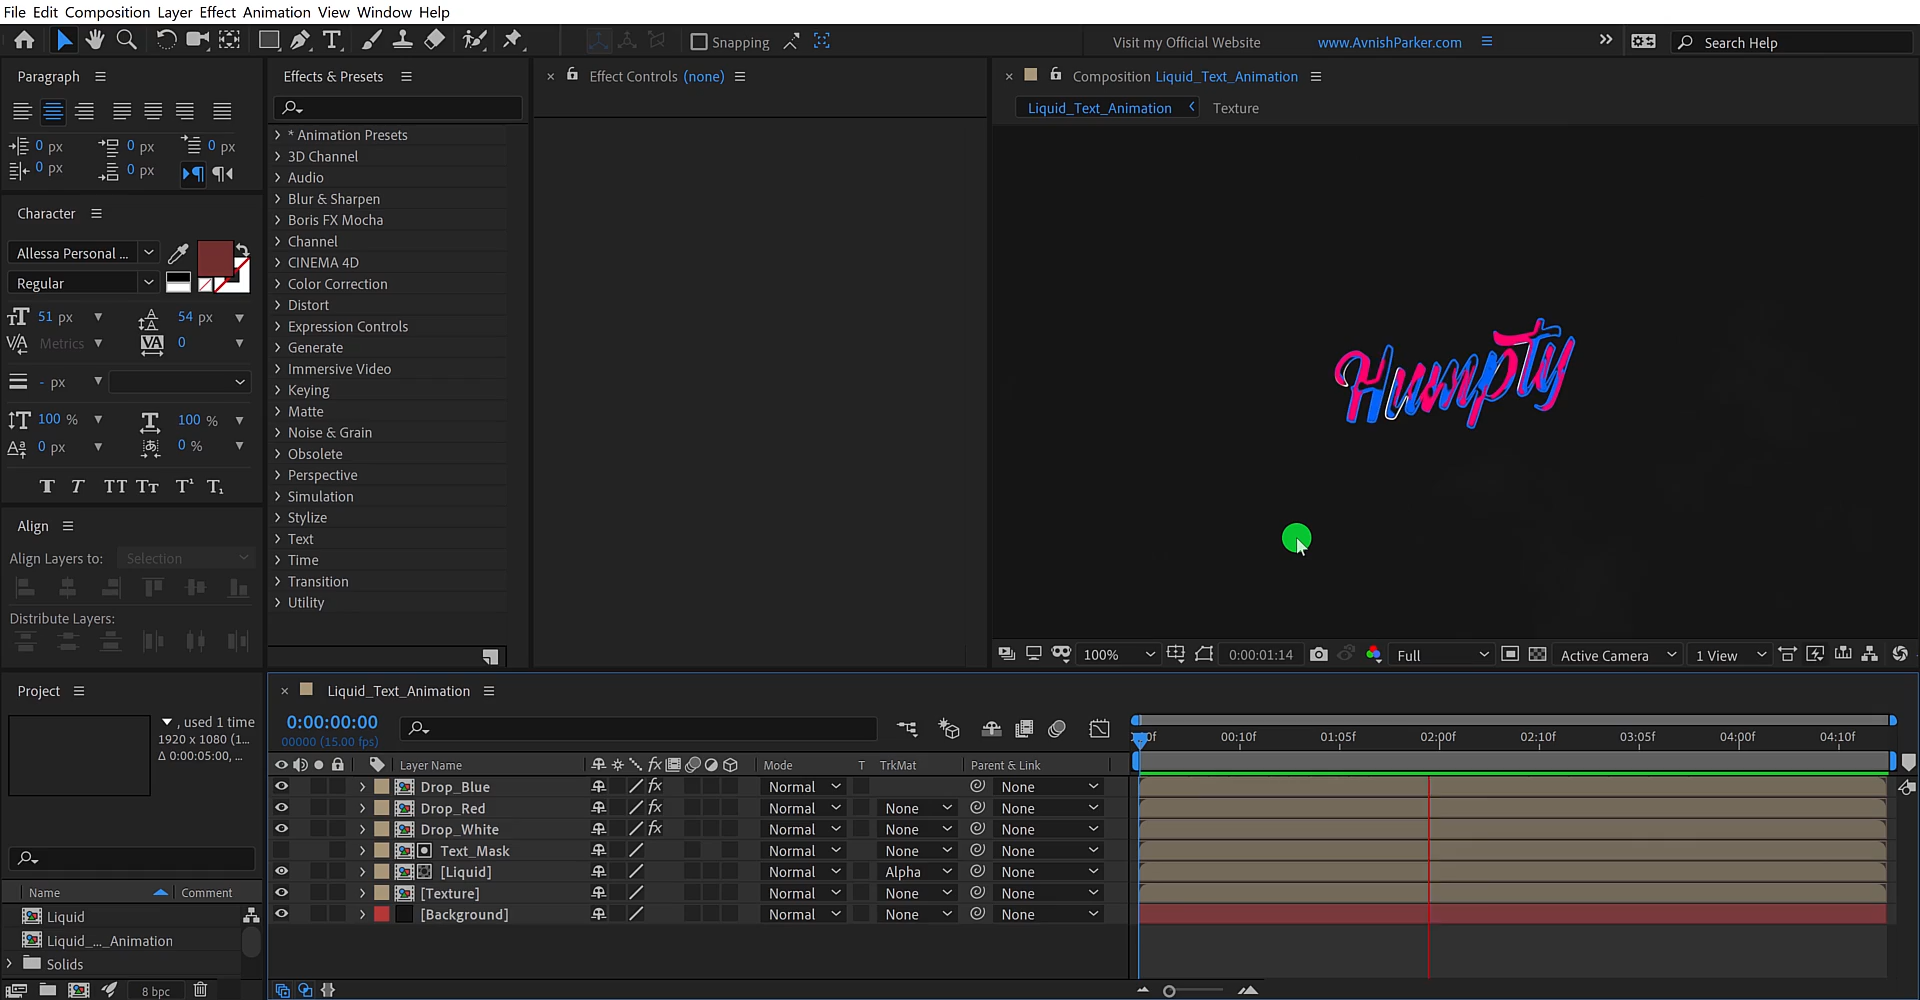 File Edit Composition Layer Effect Animation View Window Help
Snapping
Visit my Official Website
www.AvnishParker.com
Search Help
Paragraph
0 px
0 px
0 px
0 px
0 px
Character
Allessa Personal ...
Regular
51 px
54 px
Metrics
0
- px
100 %
100 %
0 px
0 %
T T TT Tт T¹ T₁
Align
Align Layers to:
Selection
Distribute Layers:
Effects & Presets
* Animation Presets
3D Channel
Audio
Blur & Sharpen
Boris FX Mocha
Channel
CINEMA 4D
Color Correction
Distort
Expression Controls
Generate
Immersive Video
Keying
Matte
Noise & Grain
Obsolete
Perspective
Simulation
Stylize
Text
Time
Transition
Utility
Effect Controls (none)
Composition Liquid_Text_Animation
Liquid_Text_Animation
Texture
Humpty
100%
0:00:01:14
Full
Active Camera
1 View
Project
, used 1 time
1920 x 1080 (1...
Δ 0:00:05:00, ...
Name
Comment
Liquid
Liquid_..._Animation
Solids
8 bpc
Liquid_Text_Animation
0:00:00:00
00000 (15.00 fps)
00:10f
01:05f
02:00f
02:10f
03:05f
04:00f
04:10f
Layer Name
Mode
T
TrkMat
Parent & Link
Drop_Blue Normal None
Drop_Red Normal None None
Drop_White Normal None None
Text_Mask Normal None None
[Liquid] Normal Alpha None
[Texture] Normal None None
[Background] Normal None None